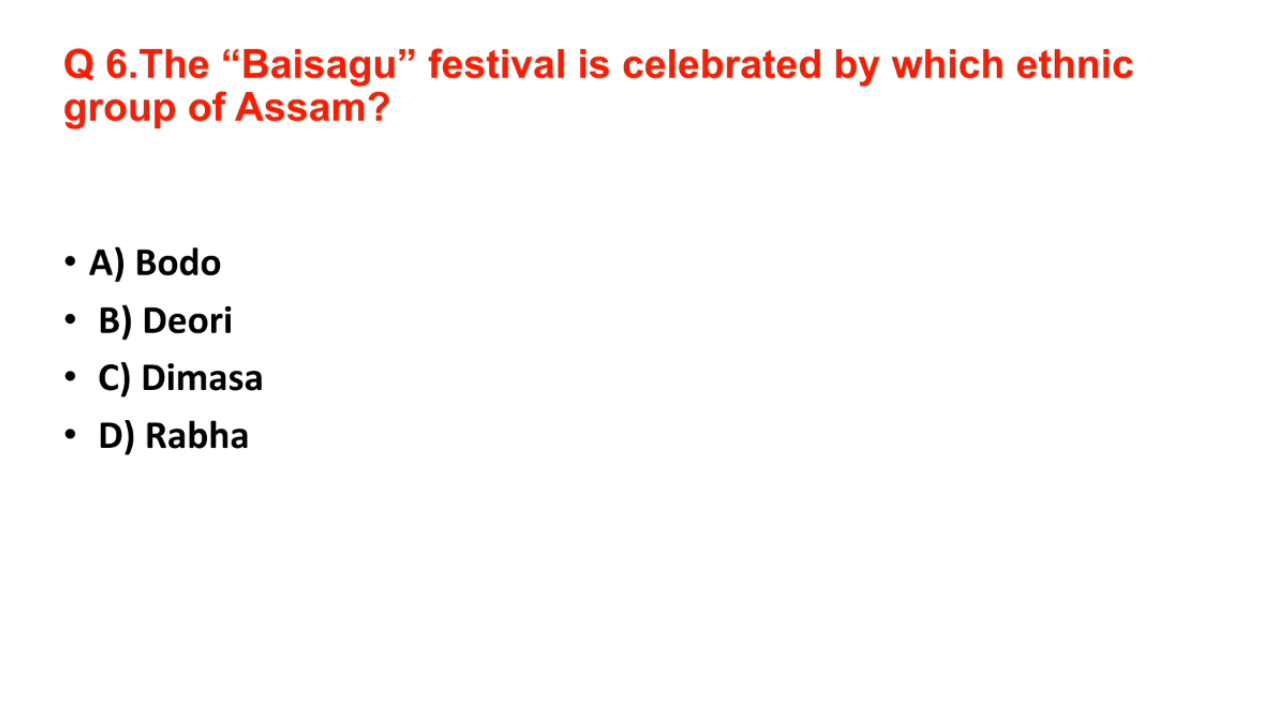 Q 6.The “Baisagu” festival is celebrated by which ethnic
group of Assam?
• A) Bodo
• B) Deori
• C) Dimasa
• D) Rabha